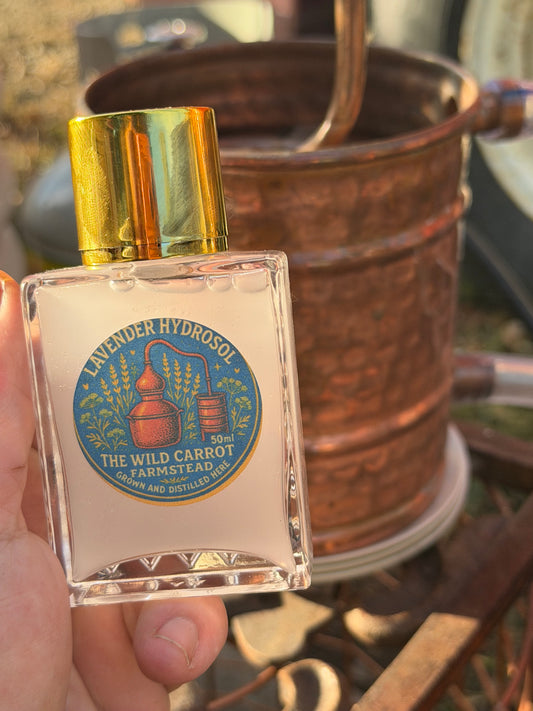 LAVENDER HYDROSOL
50ml
THE WILD CARROT
FARMSTEAD
GROWN AND DISTILLED HERE